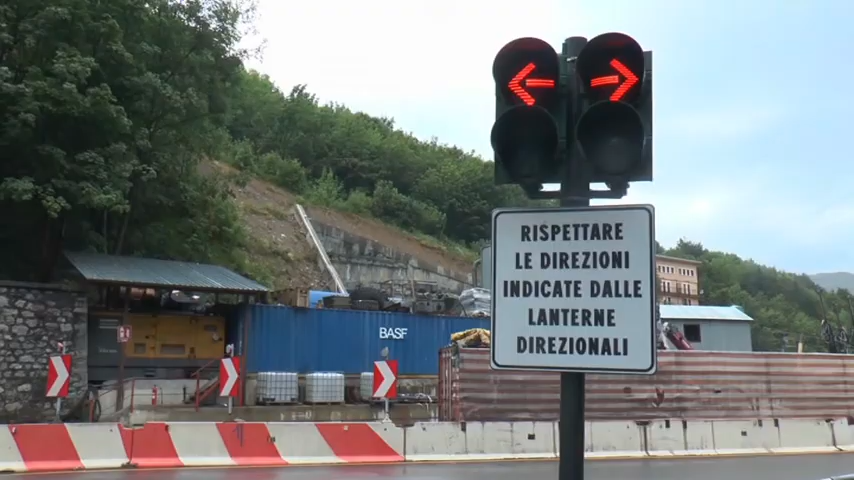 RISPETTARE
LE DIREZIONI
INDICATE DALLE
LANTERNE
DIREZIONALI
BASF